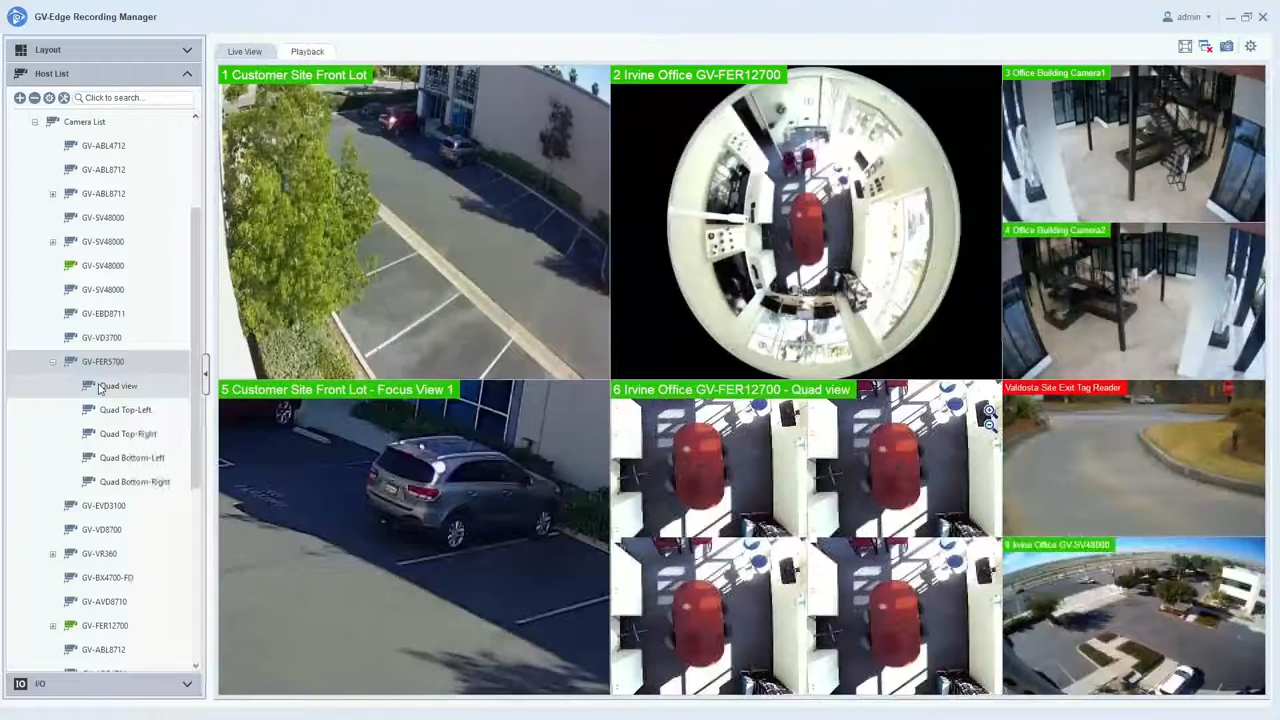 GV-Edge Recording Manager
admin
Layout
Live View
Playback
Host List
Click to search...
Camera List
GV-ABL4712
GV-ABL8712
GV-ABL8712
GV-SV48000
GV-SV48000
GV-SV48000
GV-SV48000
GV-EBD8711
GV-VD3700
GV-FER5700
Quad view
Quad Top-Left
Quad Top-Right
Quad Bottom-Left
Quad Bottom-Right
GV-EVD3100
GV-VD8700
GV-VR360
GV-BX4700-FD
GV-AVD8710
GV-FER12700
GV-ABL8712
IO I/O
1 Customer Site Front Lot
2 Irvine Office GV-FER12700
3 Office Building Camera1
4 Office Building Camera2
5 Customer Site Front Lot - Focus View 1
6 Irvine Office GV-FER12700 - Quad view
Valdosta Site Exit Tag Reader
8 Irvine Office GV-SV48000